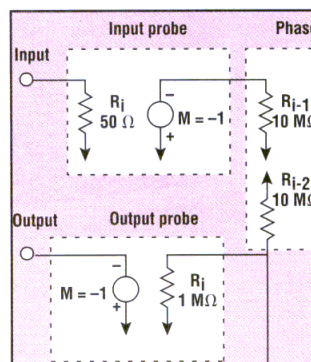 Input probe
Phase
Input
Ri
50 Ω
−
M = −1
+
Ri-1
10 MΩ
Ri-2
10 MΩ
Output
Output probe
−
M = −1
+
Ri
1 MΩ